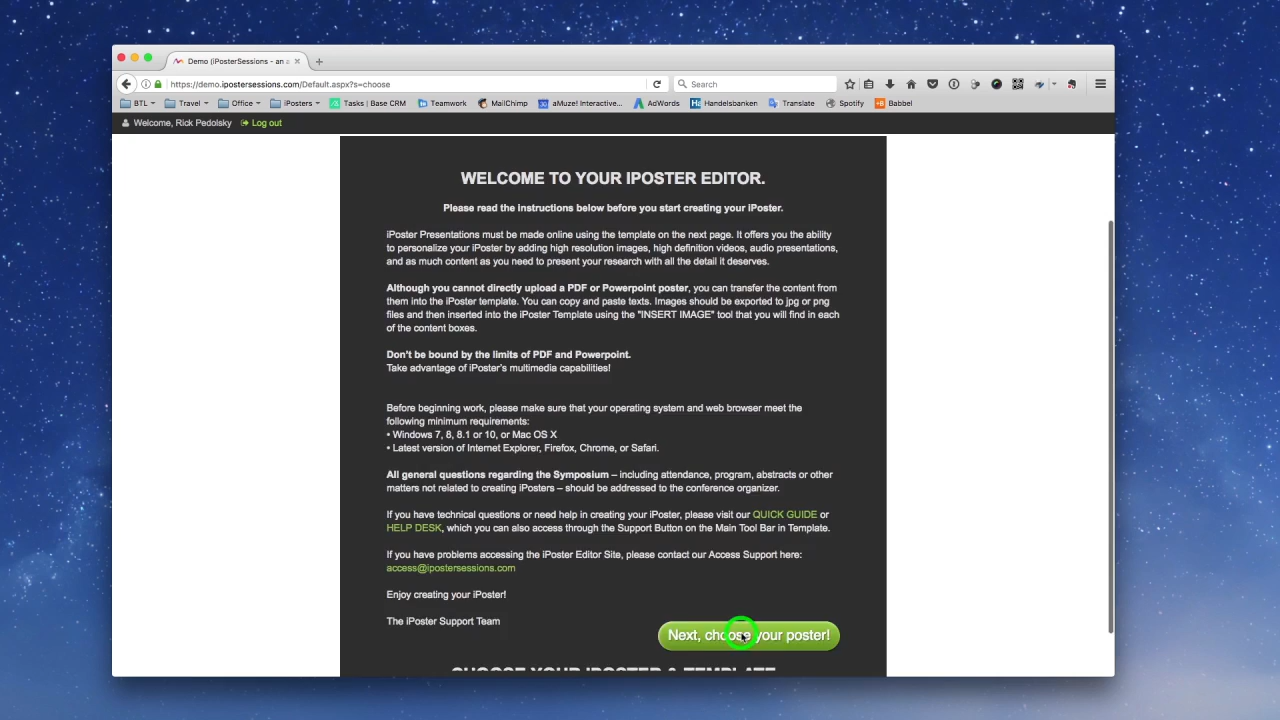 Demo (iPosterSessions - an a
https://demo.ipostersessions.com/Default.aspx?s=choose
Search
BTL Travel Office iPosters Tasks | Base CRM Teamwork MailChimp aMuze! Interactive... AdWords Handelsbanken Translate Spotify Babbel
Welcome, Rick Pedolsky Log out
WELCOME TO YOUR IPOSTER EDITOR.
Please read the instructions below before you start creating your iPoster.
iPoster Presentations must be made online using the template on the next page. It offers you the ability
to personalize your iPoster by adding high resolution images, high definition videos, audio presentations,
and as much content as you need to present your research with all the detail it deserves.
Although you cannot directly upload a PDF or Powerpoint poster, you can transfer the content from
them into the iPoster template. You can copy and paste texts. Images should be exported to jpg or png
files and then inserted into the iPoster Template using the "INSERT IMAGE" tool that you will find in each
of the content boxes.
Don't be bound by the limits of PDF and Powerpoint.
Take advantage of iPoster's multimedia capabilities!
Before beginning work, please make sure that your operating system and web browser meet the
following minimum requirements:
• Windows 7, 8, 8.1 or 10, or Mac OS X
• Latest version of Internet Explorer, Firefox, Chrome, or Safari.
All general questions regarding the Symposium – including attendance, program, abstracts or other
matters not related to creating iPosters – should be addressed to the conference organizer.
If you have technical questions or need help in creating your iPoster, please visit our QUICK GUIDE or
HELP DESK, which you can also access through the Support Button on the Main Tool Bar in Template.
If you have problems accessing the iPoster Editor Site, please contact our Access Support here:
access@ipostersessions.com
Enjoy creating your iPoster!
The iPoster Support Team
Next, choose your poster!
CHOOSE YOUR IPOSTER & TEMPLATE